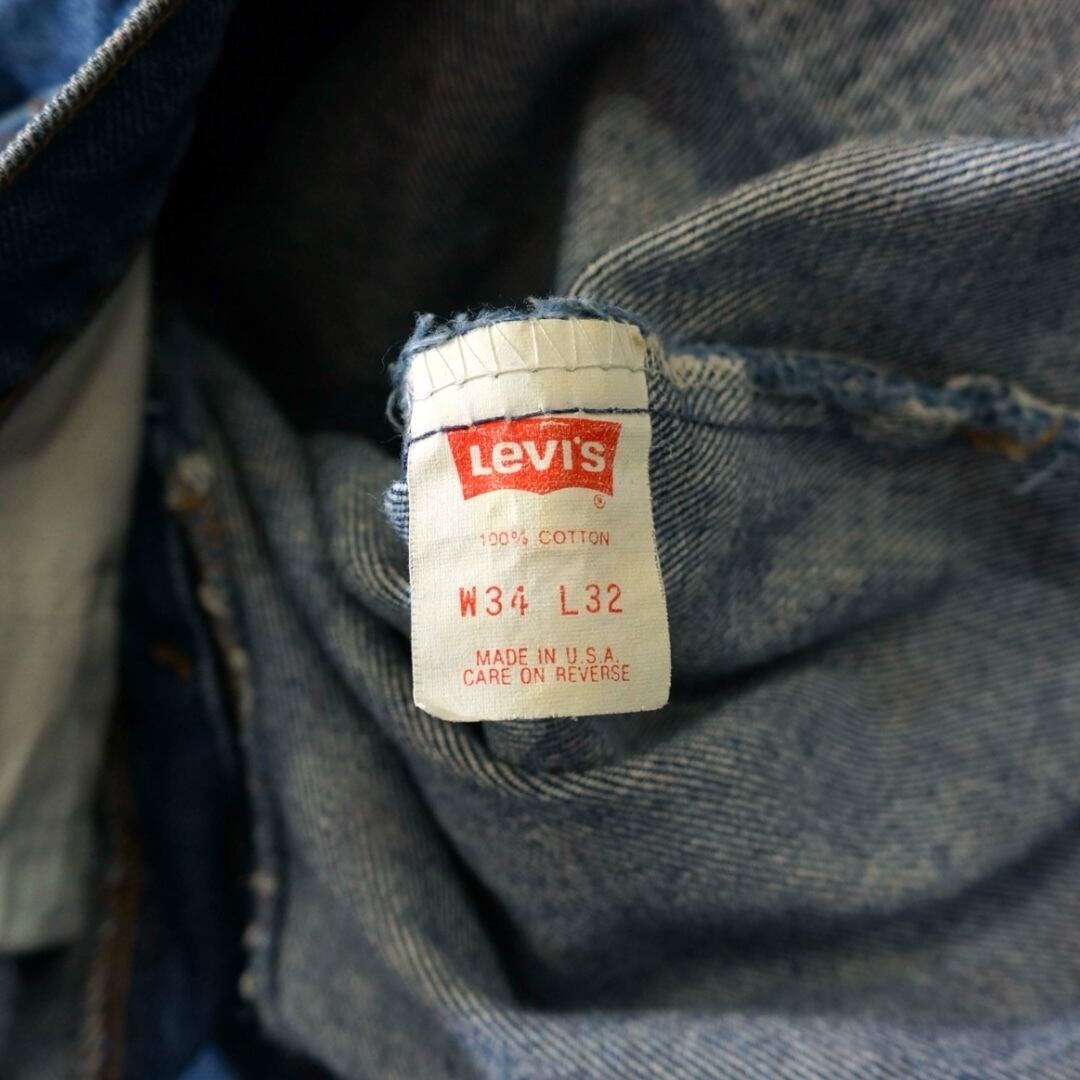 LEVI'S
®
100% COTTON
W34 L32
MADE IN U.S.A.
CARE ON REVERSE